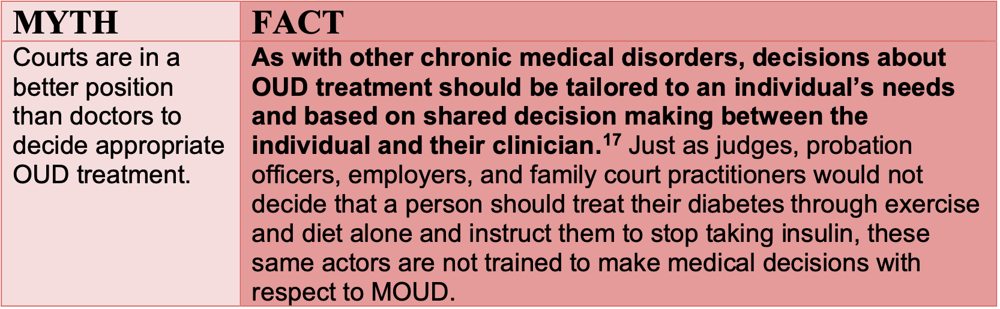 MYTH
FACT
Courts are in a
better position
than doctors to
decide appropriate
OUD treatment.
As with other chronic medical disorders, decisions about
OUD treatment should be tailored to an individual’s needs
and based on shared decision making between the
individual and their clinician.17 Just as judges, probation
officers, employers, and family court practitioners would not
decide that a person should treat their diabetes through exercise
and diet alone and instruct them to stop taking insulin, these
same actors are not trained to make medical decisions with
respect to MOUD.